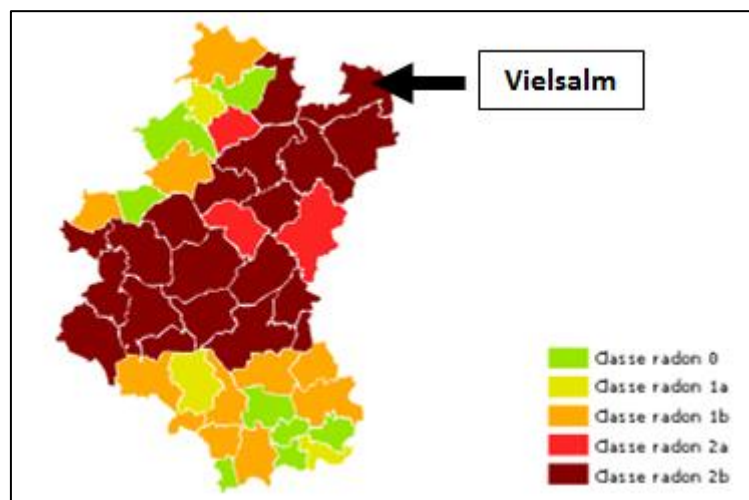 Vielsalm
Classe radon 0
Classe radon 1a
Classe radon 1b
Classe radon 2a
Classe radon 2b